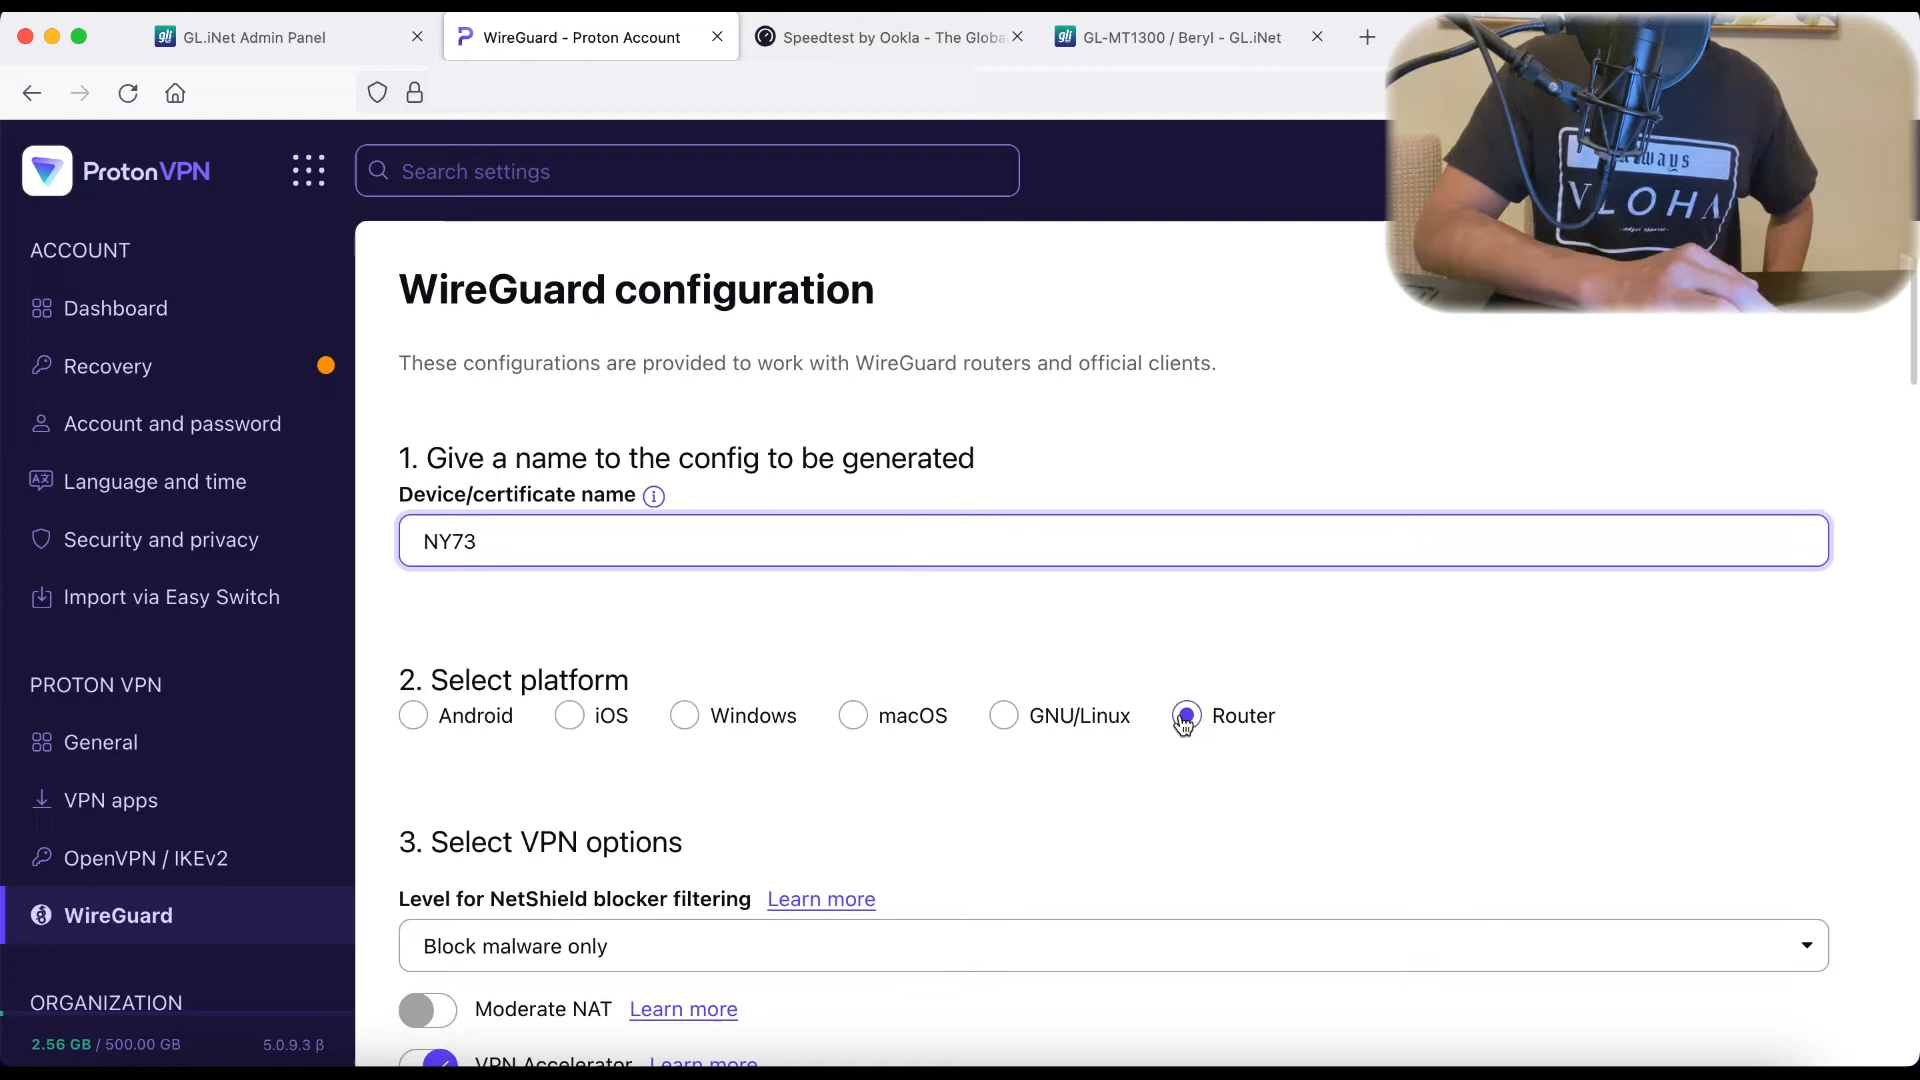 GL.iNet Admin Panel
WireGuard - Proton Account
Speedtest by Ookla - The Globa
GL-MT1300 / Beryl - GL.iNet
ProtonVPN
Search settings
ACCOUNT
Dashboard
Recovery
Account and password
Language and time
Security and privacy
Import via Easy Switch
PROTON VPN
General
VPN apps
OpenVPN / IKEv2
WireGuard
ORGANIZATION
2.56 GB / 500.00 GB
5.0.9.3 β
WireGuard configuration
These configurations are provided to work with WireGuard routers and official clients.
1. Give a name to the config to be generated
Device/certificate name
NY73
2. Select platform
Android
iOS
Windows
macOS
GNU/Linux
Router
3. Select VPN options
Level for NetShield blocker filtering Learn more
Block malware only
Moderate NAT Learn more
VPN Accelerator Learn more